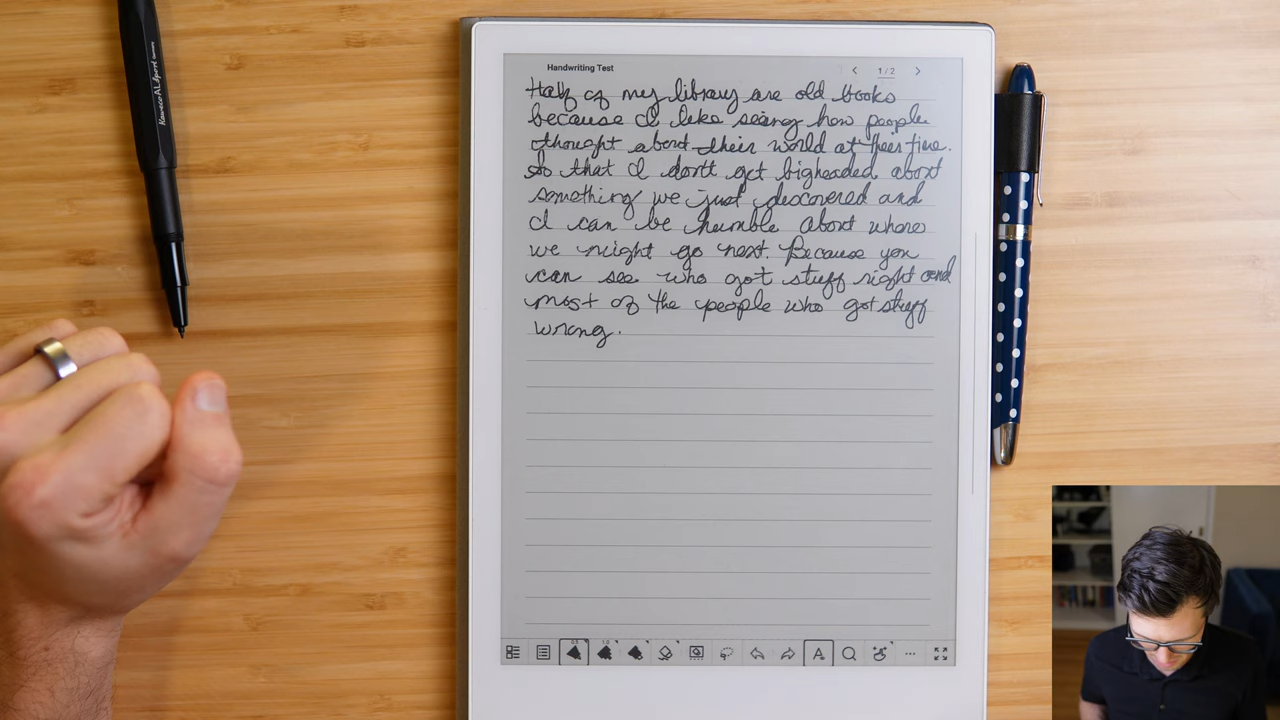 Handwriting Test
1/2
Half of my library are old books
because I like seeing how people
thought about their world at their time.
So that I don't get bigheaded about
something we just discovered and
I can be humble about where
we might go next. Because you
can see who got stuff right and
most of the people who got stuff
wrong.
KawecoALSport